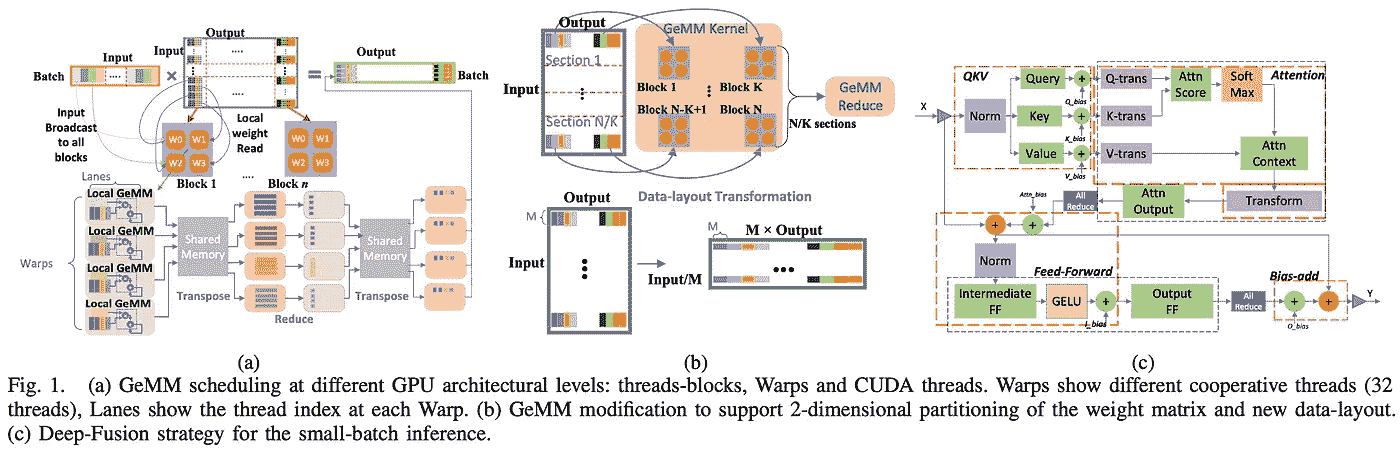 Output
Input
Input
Batch
×
=
Output
Batch
Input
Broadcast
to all
blocks
Local
weight
Read
W0 W1
W2 W3
W0 W1
W2 W3
Block 1
....
Block n
Lanes
Warps
Local GeMM
Local GeMM
Local GeMM
Local GeMM
Shared
Memory
Transpose
Reduce
Shared
Memory
Transpose
(a)
Output
Input
Section 1
Section N/K
GeMM Kernel
Block 1
Block K
Block N-K+1
Block N
N/K sections
GeMM
Reduce
Data-layout Transformation
Output
M
Input
M
M × Output
Input/M
(b)
QKV
X
Norm
Query
Key
Value
+
+
+
Q_bias
K_bias
V_bias
Q-trans
K-trans
V-trans
Attn
Score
Soft
Max
Attention
Attn
Context
Transform
Attn
Output
All
Reduce
Attn_bias
+
+
Norm
Feed-Forward
Intermediate
FF
GELU
+
I_bias
Output
FF
All
Reduce
Bias-add
+
+
O_bias
Y
(c)
Fig. 1. (a) GeMM scheduling at different GPU architectural levels: threads-blocks, Warps and CUDA threads. Warps show different cooperative threads (32
threads), Lanes show the thread index at each Warp. (b) GeMM modification to support 2-dimensional partitioning of the weight matrix and new data-layout.
(c) Deep-Fusion strategy for the small-batch inference.